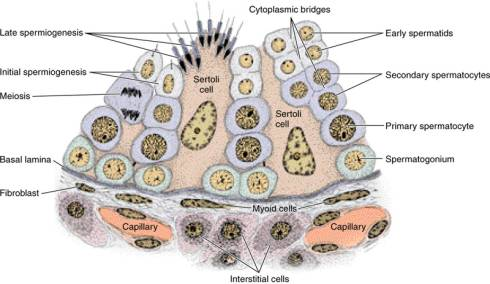 Cytoplasmic bridges
Late spermiogenesis
Early spermatids
Initial spermiogenesis
Sertoli
cell
Secondary spermatocytes
Meiosis
Sertoli
cell
Primary spermatocyte
Basal lamina
Spermatogonium
Fibroblast
Myoid cells
Capillary
Capillary
Interstitial cells